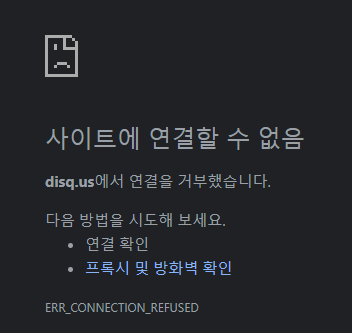 사이트에 연결할 수 없음
disq.us에서 연결을 거부했습니다.
다음 방법을 시도해 보세요.
• 연결 확인
• 프록시 및 방화벽 확인
ERR_CONNECTION_REFUSED